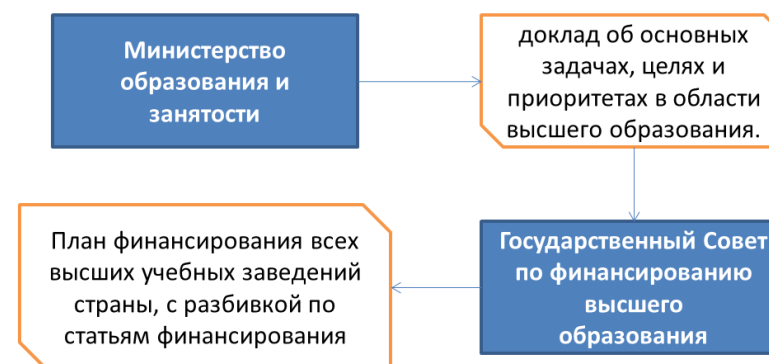 Министерство
образования и
занятости
доклад об основных
задачах, целях и
приоритетах в области
высшего образования.
Государственный Совет
по финансированию
высшего
образования
План финансирования всех
высших учебных заведений
страны, с разбивкой по
статьям финансирования